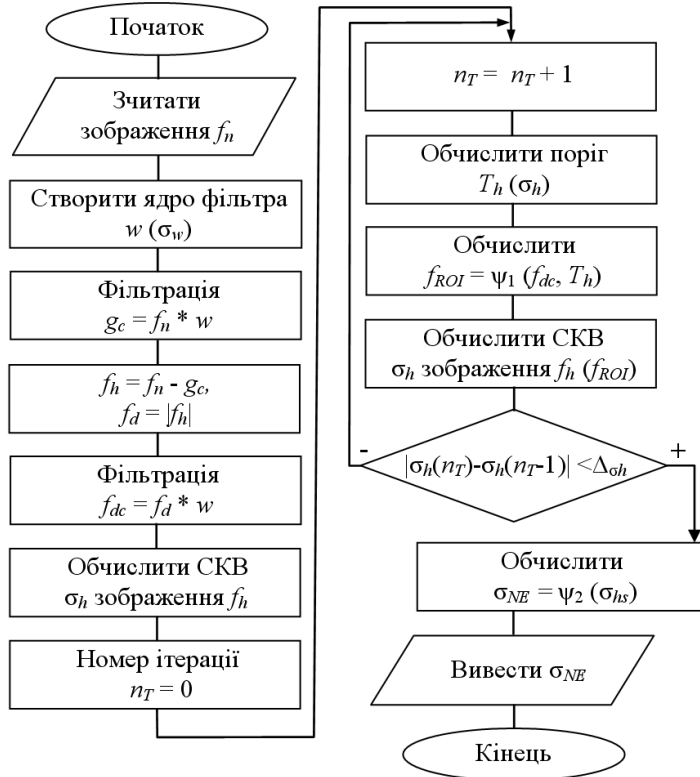 Початок
Зчитати
зображення fn
Створити ядро фільтра
w (σw)
Фільтрація
gc = fn * w
fh = fn - gc,
fd = |fh|
Фільтрація
fdc = fd * w
Обчислити СКВ
σh зображення fh
Номер ітерації
nT = 0
nT = nT + 1
Обчислити поріг
Th (σh)
Обчислити
fROI = ψ1 (fdc, Th)
Обчислити СКВ
σh зображення fh (fROI)
- +
|σh(nT)-σh(nT-1)| <Δσh
Обчислити
σNE = ψ2 (σhs)
Вивести σNE
Кінець